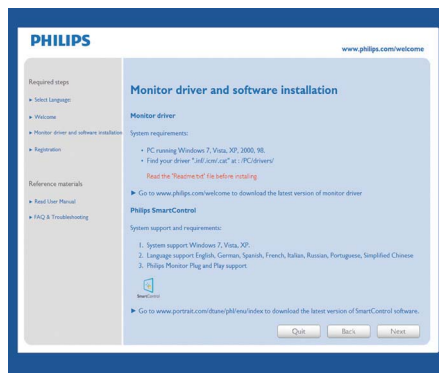 PHILIPS
www.philips.com/welcome
Required steps
Select Language:
Welcome
Monitor driver and software installation
Registration
Reference materials
Read User Manual
FAQ & Troubleshooting
Monitor driver and software installation
Monitor driver
System requirements:
• PC running Windows 7, Vista, XP, 2000, 98.
• Find your driver ".inf/.icm/.cat" at : /PC/drivers/
Read the "Readme.txt" file before installing
Go to www.philips.com/welcome to download the latest version of monitor driver
Philips SmartControl
System support and requirements:
1. System support Windows 7, Vista, XP.
2. Language support English, German, Spanish, French, Italian, Russian, Portuguese, Simplified Chinese
3. Philips Monitor Plug and Play support
SmartControl
Go to www.portrait.com/dtune/phl/enu/index to download the latest version of SmartControl software.
Quit Back Next